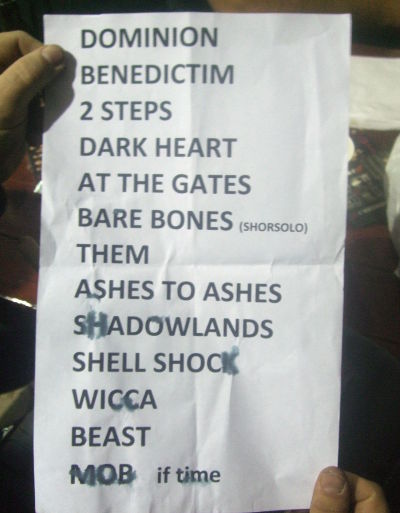 DOMINION
BENEDICTIM
2 STEPS
DARK HEART
AT THE GATES
BARE BONES (SHORSOLO)
THEM
ASHES TO ASHES
SHADOWLANDS
SHELL SHOCK
WICCA
BEAST
MOB if time